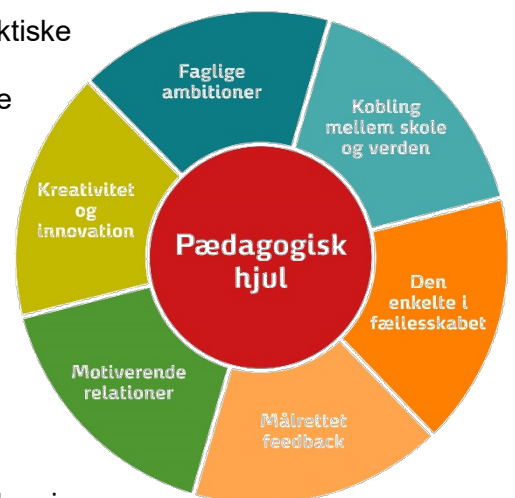 ktiske
e
Faglige
ambitioner
Kobling
mellem skole
og verden
Den
enkelte i
fællesskabet
Målrettet
feedback
Motiverende
relationer
Kreativitet
og
innovation
Pædagogisk
hjul